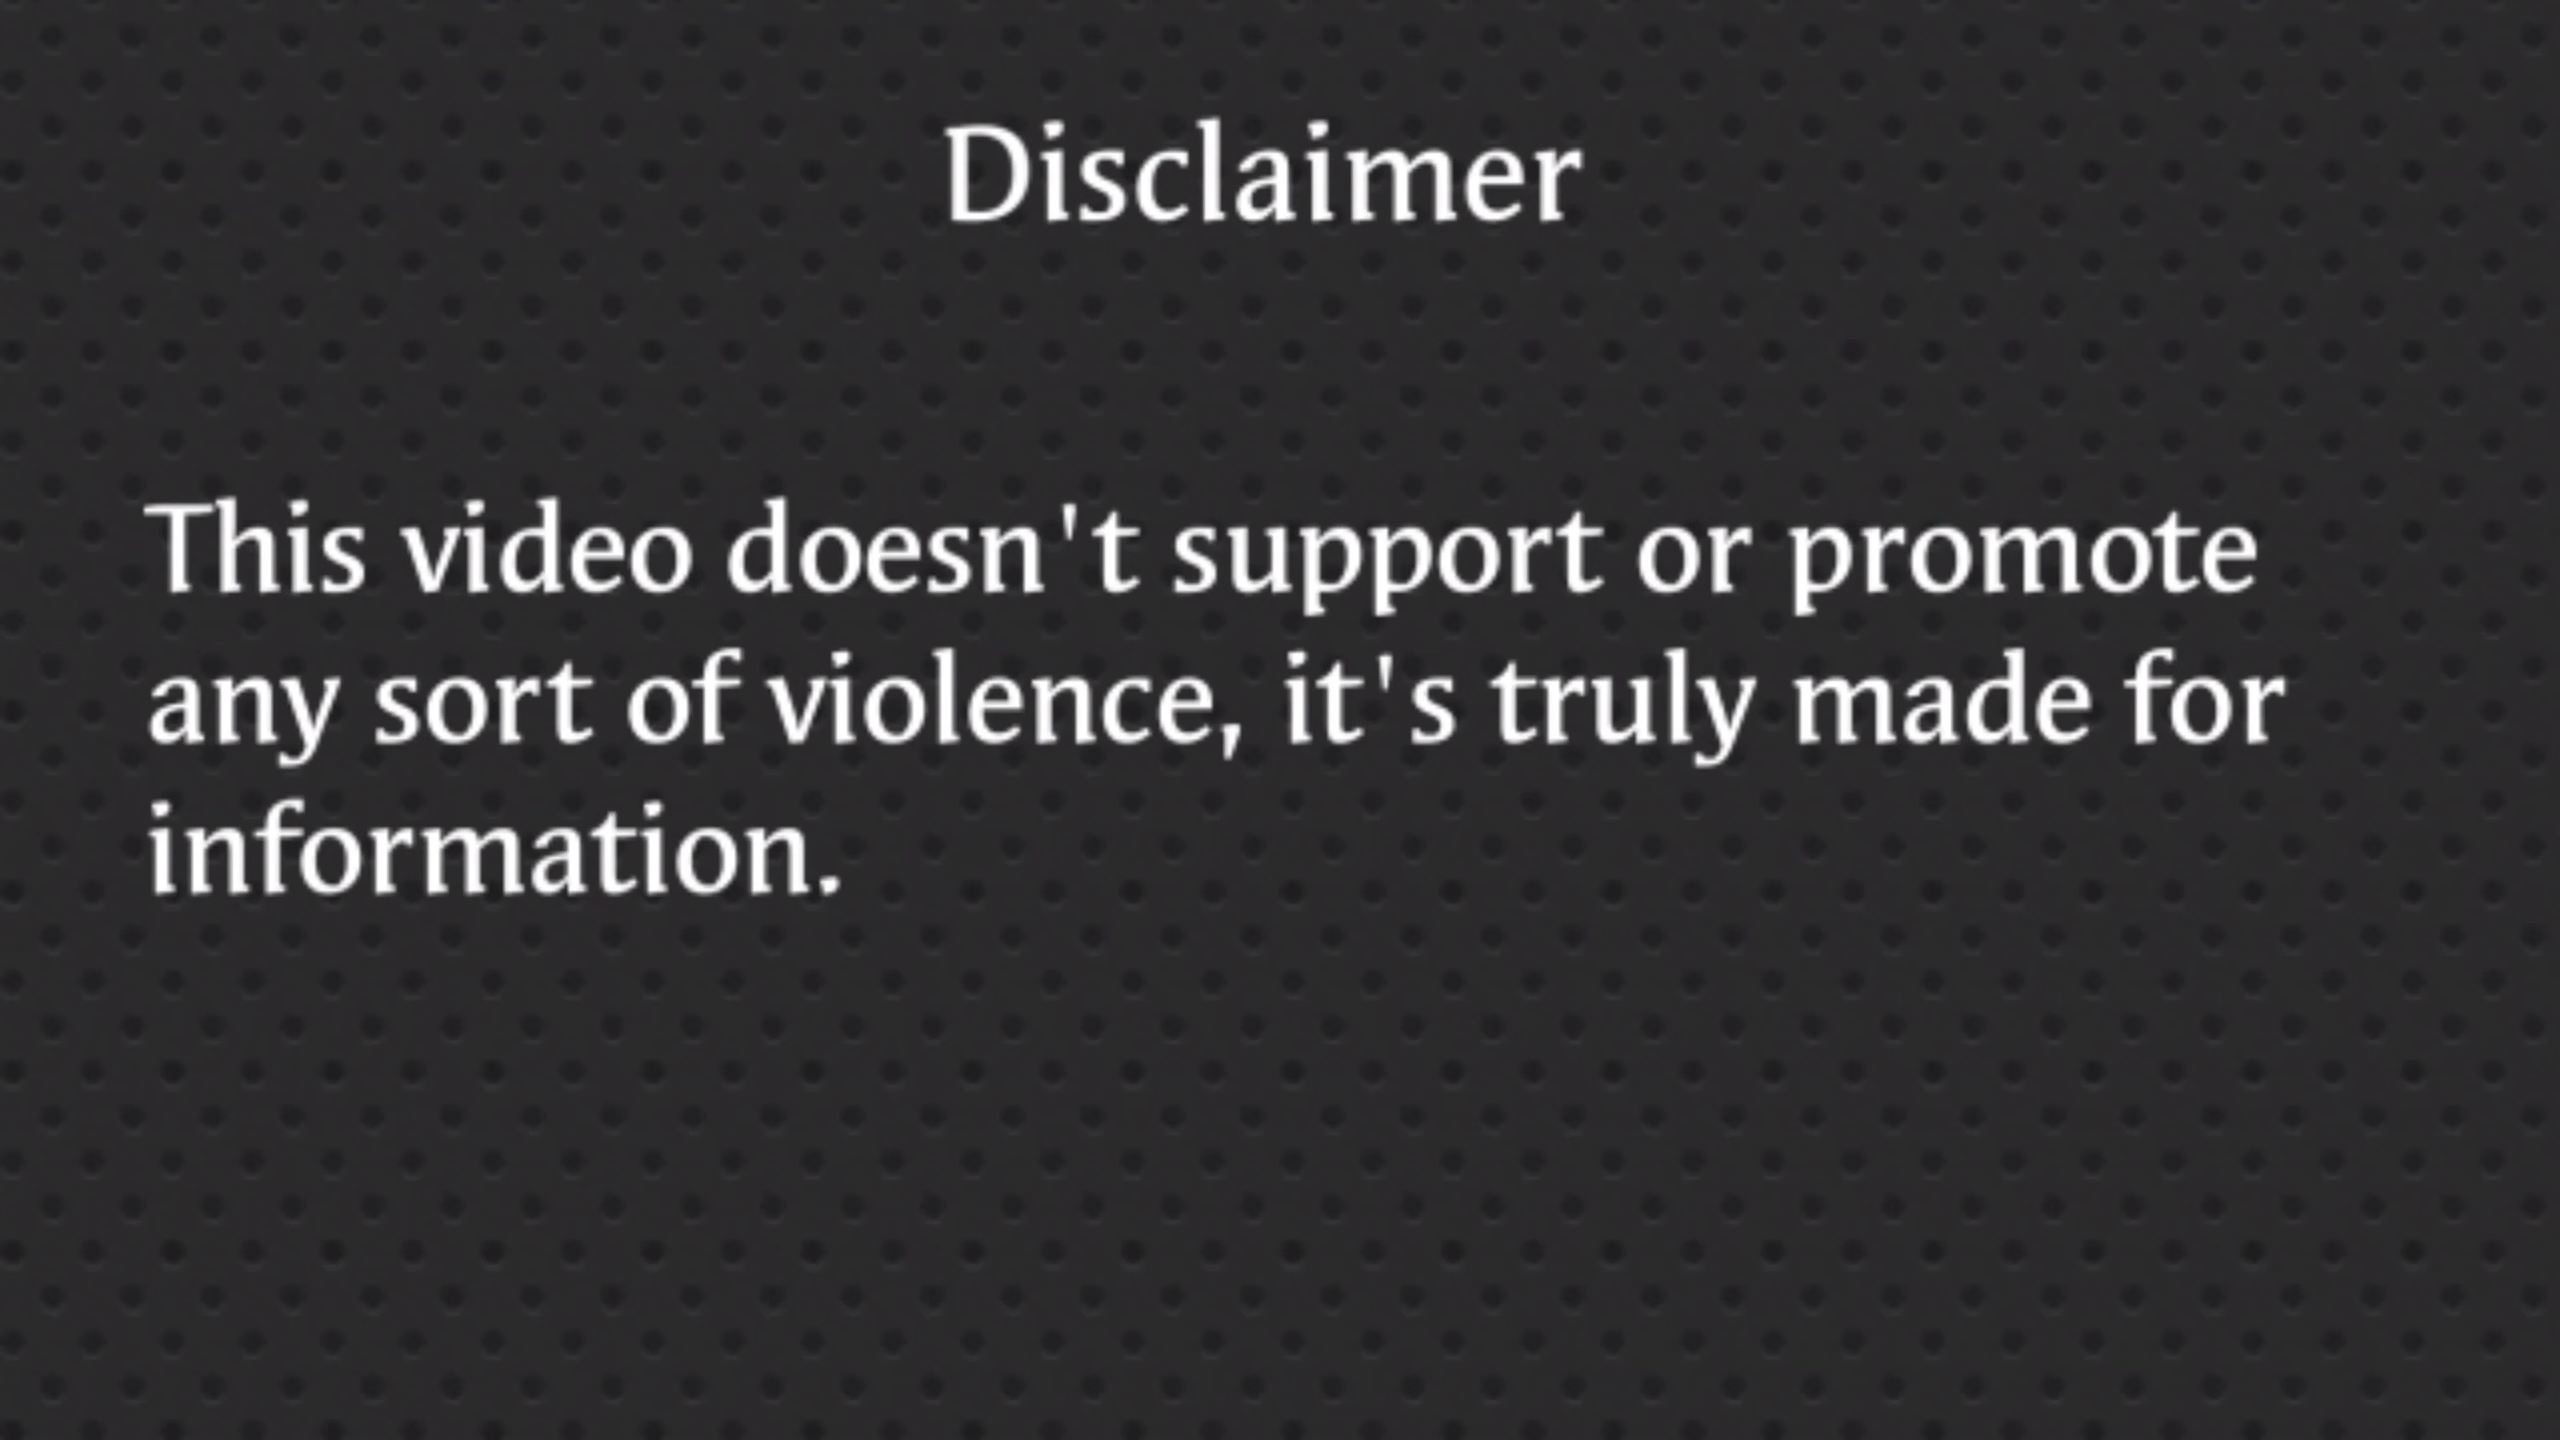 Disclaimer
This video doesn't support or promote
any sort of violence, it's truly made for
information.